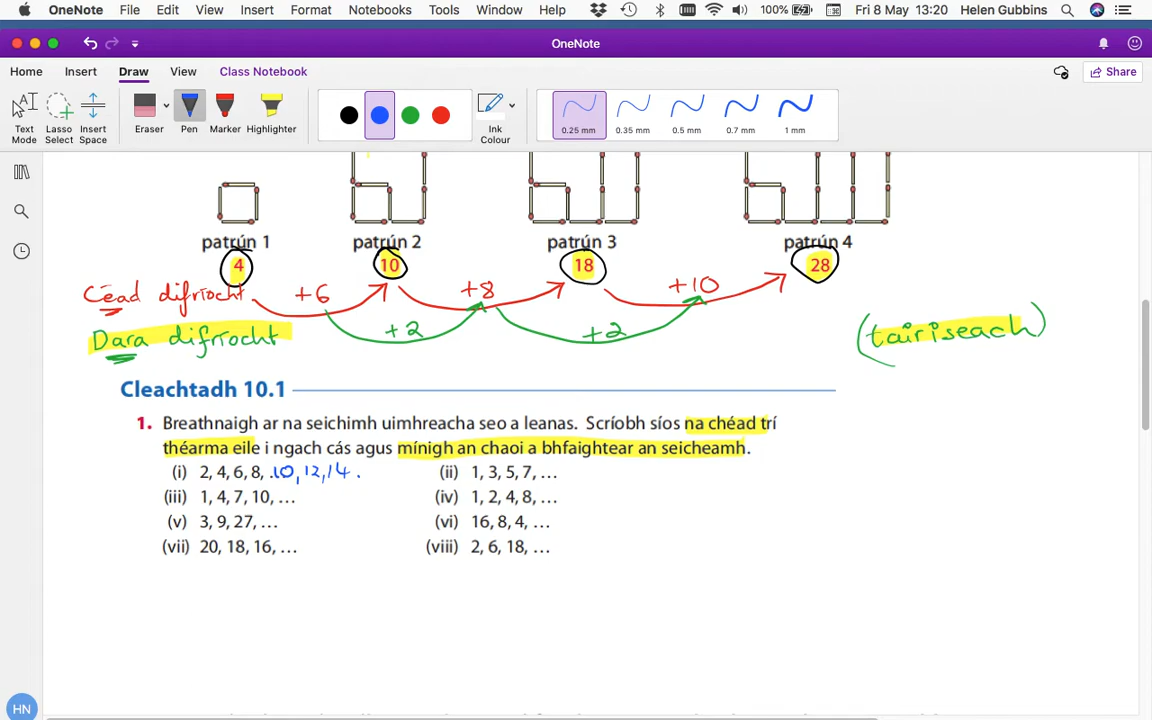 OneNote File Edit View Insert Format Notebooks Tools Window Help 100% Fri 8 May 13:20 Helen Gubbins
OneNote
Home Insert Draw View Class Notebook Share
Text Mode Lasso Select Insert Space Eraser Pen Marker Highlighter Ink Colour 0.25 mm 0.35 mm 0.5 mm 0.7 mm 1 mm
patrún 1 patrún 2 patrún 3 patrún 4
4 10 18 28
Céad difríocht +6 +8 +10
Dara difríocht +2 +2 (tairiseach)
Cleachtadh 10.1
1. Breathnaigh ar na seichimh uimhreacha seo a leanas. Scríobh síos na chéad trí
théarma eile i ngach cás agus mínigh an chaoi a bhfaightear an seicheamh.
(i) 2, 4, 6, 8, ..10, 12, 14. (ii) 1, 3, 5, 7, …
(iii) 1, 4, 7, 10, … (iv) 1, 2, 4, 8, …
(v) 3, 9, 27, … (vi) 16, 8, 4, …
(vii) 20, 18, 16, … (viii) 2, 6, 18, …
HN